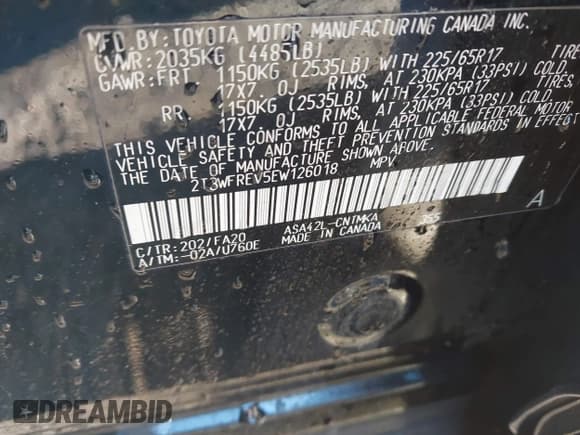 MFD. BY: TOYOTA MOTOR MANUFACTURING CANADA INC.
GVWR: 2035KG (4485LB)
GAWR: FRT 1150KG (2535LB) WITH 225/65R17 TIRES,
17X7.0J RIMS, AT 230KPA (33PSI) COLD.
RR 1150KG (2535LB) WITH 225/65R17 TIRES,
17X7.0J RIMS, AT 230KPA (33PSI) COLD.
THIS VEHICLE CONFORMS TO ALL APPLICABLE FEDERAL MOTOR
VEHICLE SAFETY AND THEFT PREVENTION STANDARDS IN EFFECT
THE DATE OF MANUFACTURE SHOWN ABOVE.
2T3WFREV5EW126018 MPV
A
C/TR: 202/FA20 ASA42L-CNTMKA
A/TM: -02A/U760E MADE IN CANADA
DREAMBID